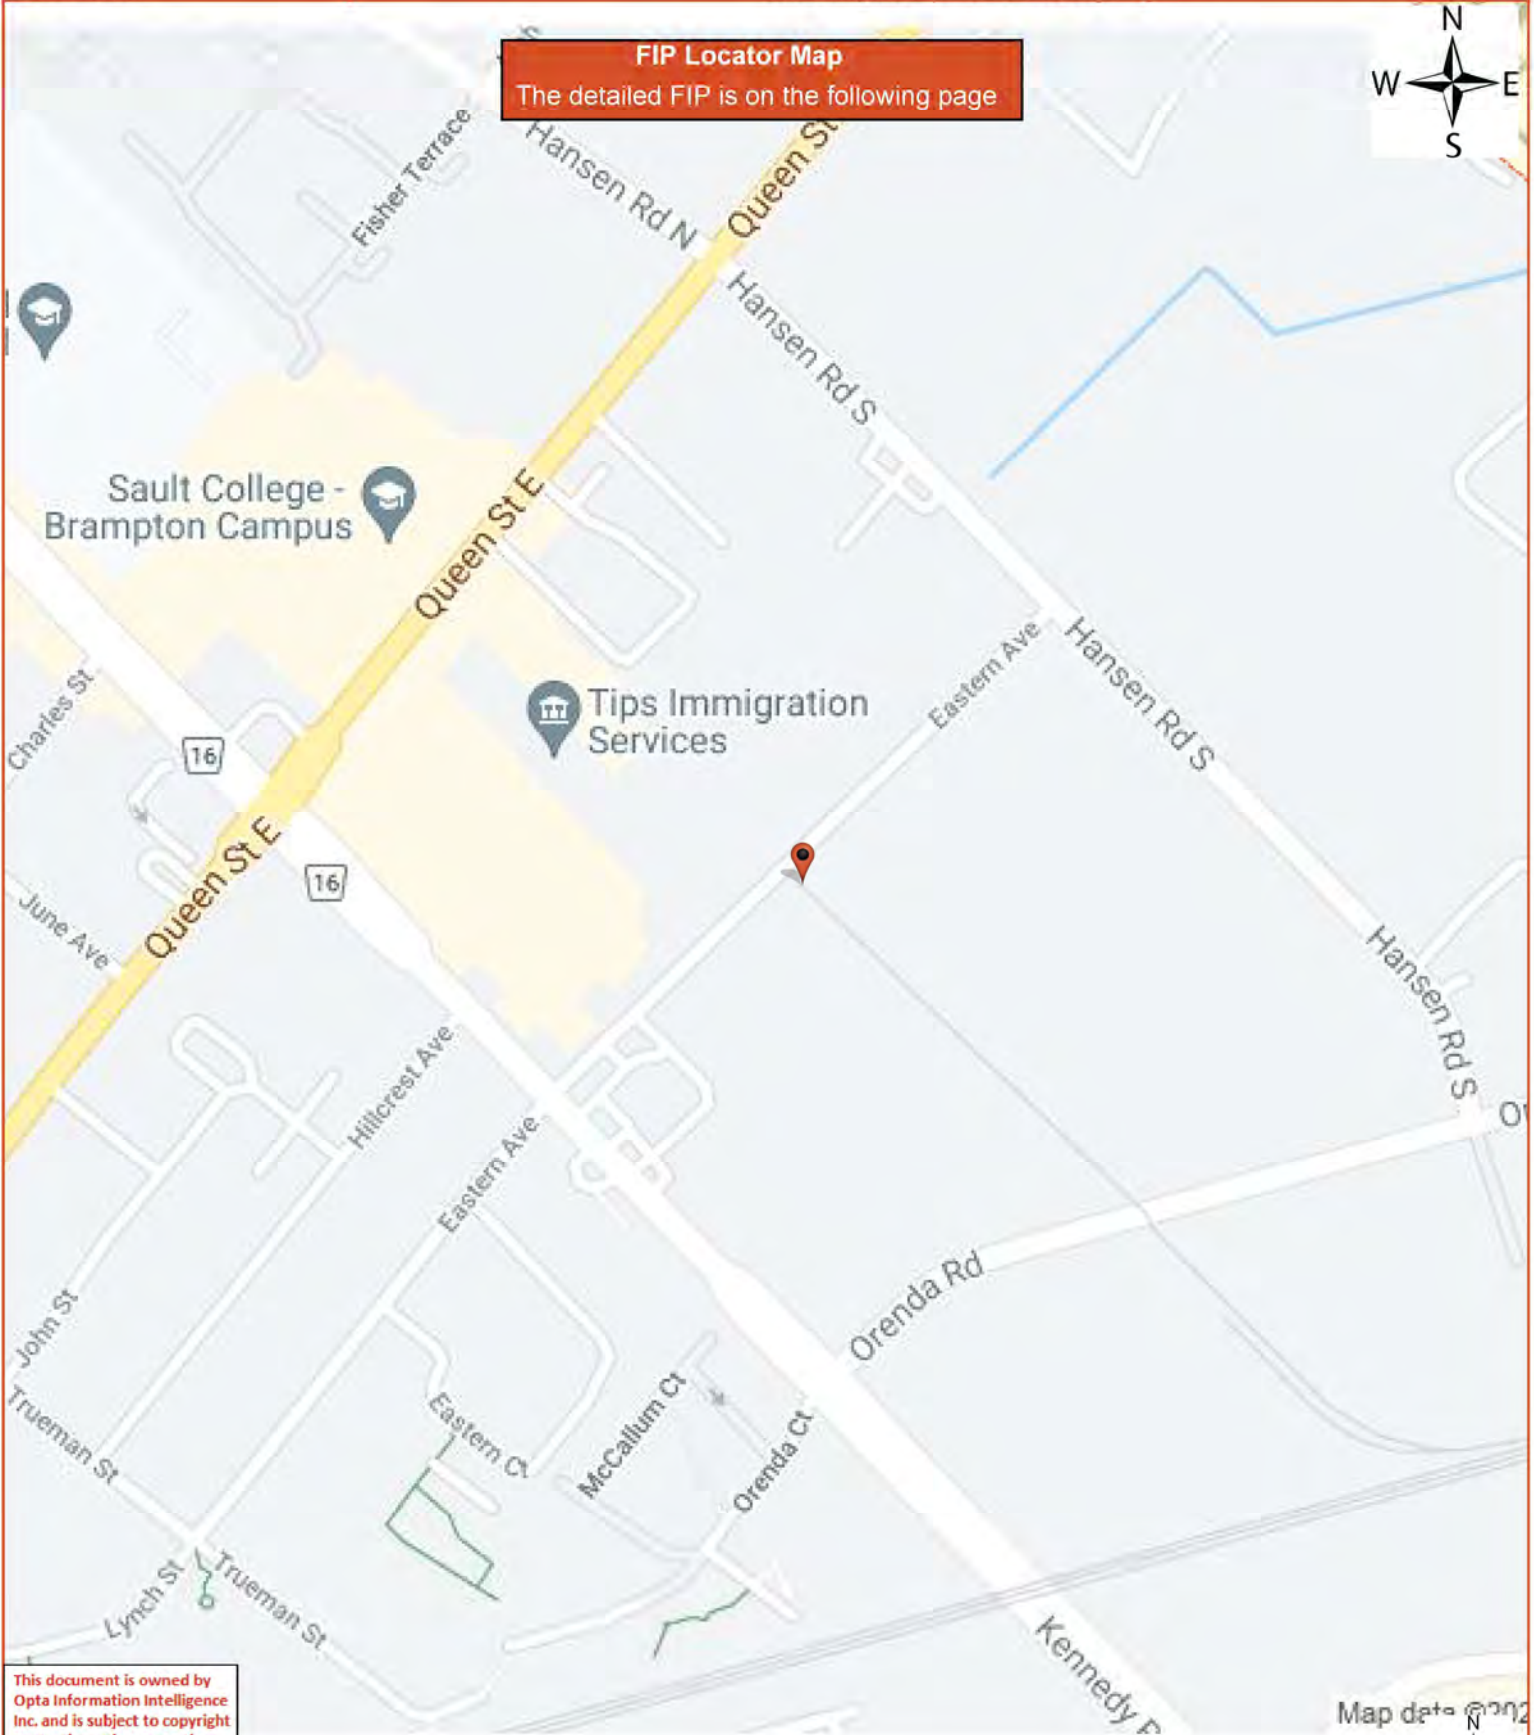 FIP Locator Map
The detailed FIP is on the following page
N
W E
S
Fisher Terrace
Hansen Rd N
Queen St
Hansen Rd S
Sault College -
Brampton Campus
Queen St E
Eastern Ave
Hansen Rd S
Charles St
16
Tips Immigration
Services
Queen St E
16
June Ave
Hansen Rd S
Hillcrest Ave
Eastern Ave
Orenda Rd
John St
Trueman St
Eastern Ct
McCallum Ct
Orenda Ct
Lynch St
Trueman St
Kennedy
This document is owned by
Opta Information Intelligence
Inc. and is subject to copyright
Map data
N